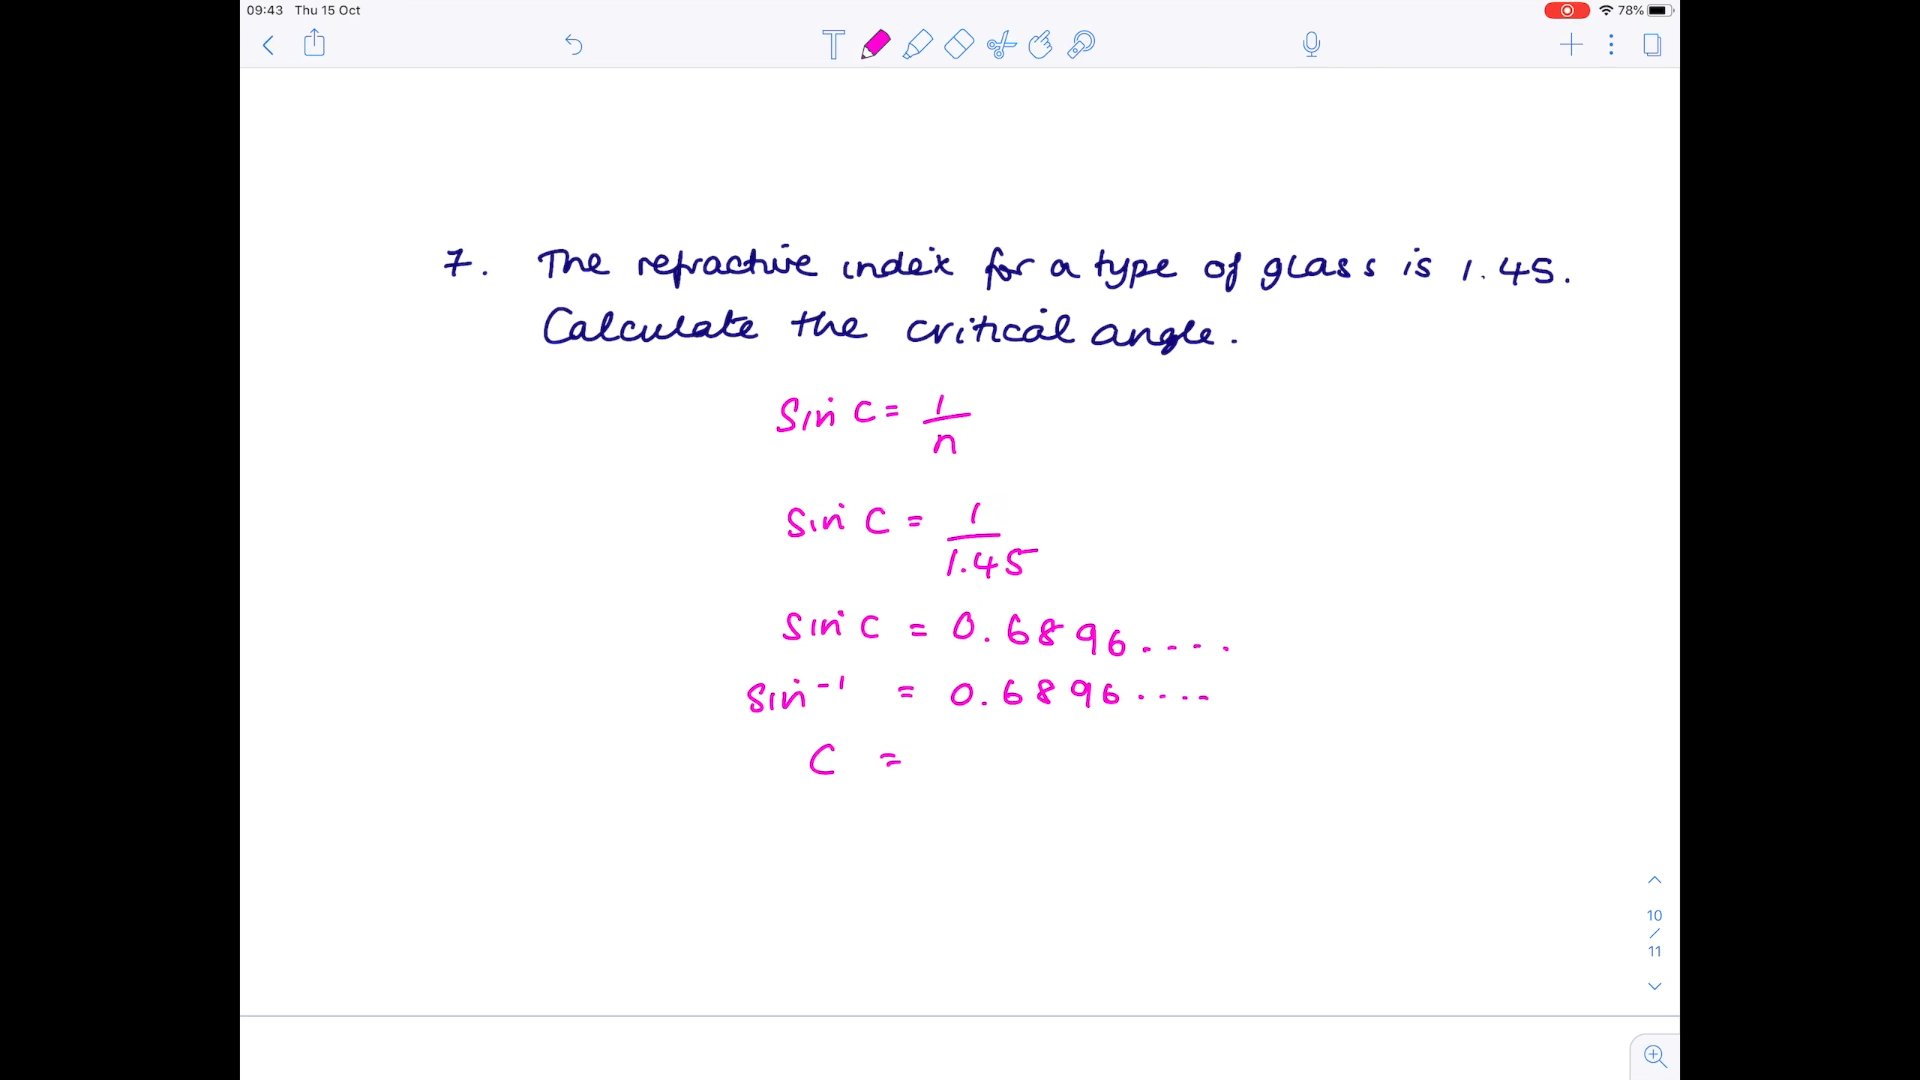 09:43 Thu 15 Oct
78%
T
7. The refractive index for a type of glass is 1.45.
Calculate the critical angle.
Sin C = 1/n
Sin C = 1/1.45
Sin C = 0.6896....
Sin⁻¹ = 0.6896....
C =
10
/
11